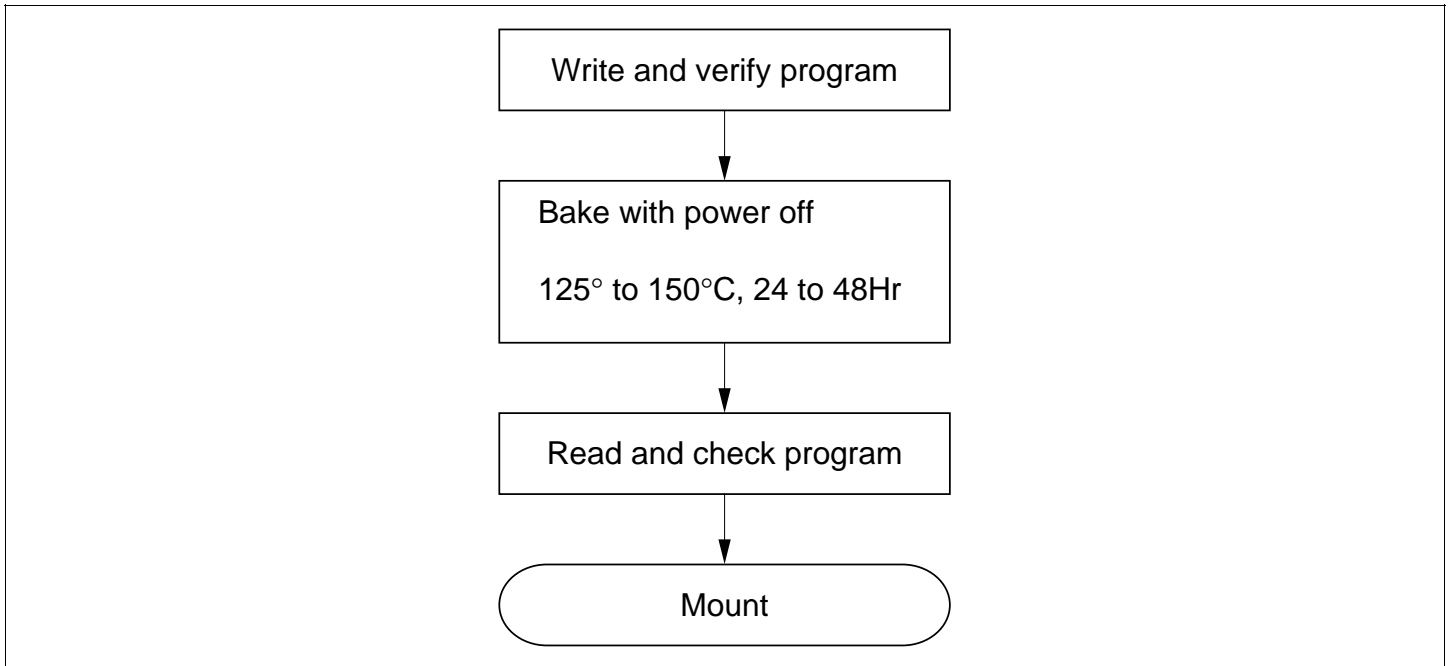 Write and verify program
Bake with power off
125° to 150°C, 24 to 48Hr
Read and check program
Mount